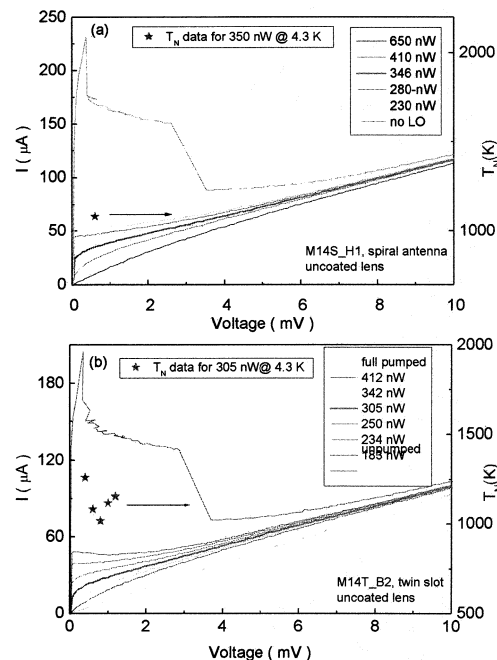 (a)
★ T_N data for 350 nW @ 4.3 K
650 nW
410 nW
346 nW
280-nW
230 nW
no LO
250
200
150
100
50
0
I ( µA)
2000
1000
T_N(K)
M14S_H1, spiral antenna
uncoated lens
0 2 4 6 8 10
Voltage ( mV)
(b)
★ T_N data for 305 nW@ 4.3 K
full pumped
412 nW
342 nW
305 nW
250 nW
234 nW
unpumped
183 nW
180
120
60
0
I ( µA)
2000
1500
1000
500
T_N(K)
M14T_B2, twin slot
uncoated lens
0 2 4 6 8 10
Voltage ( mV)